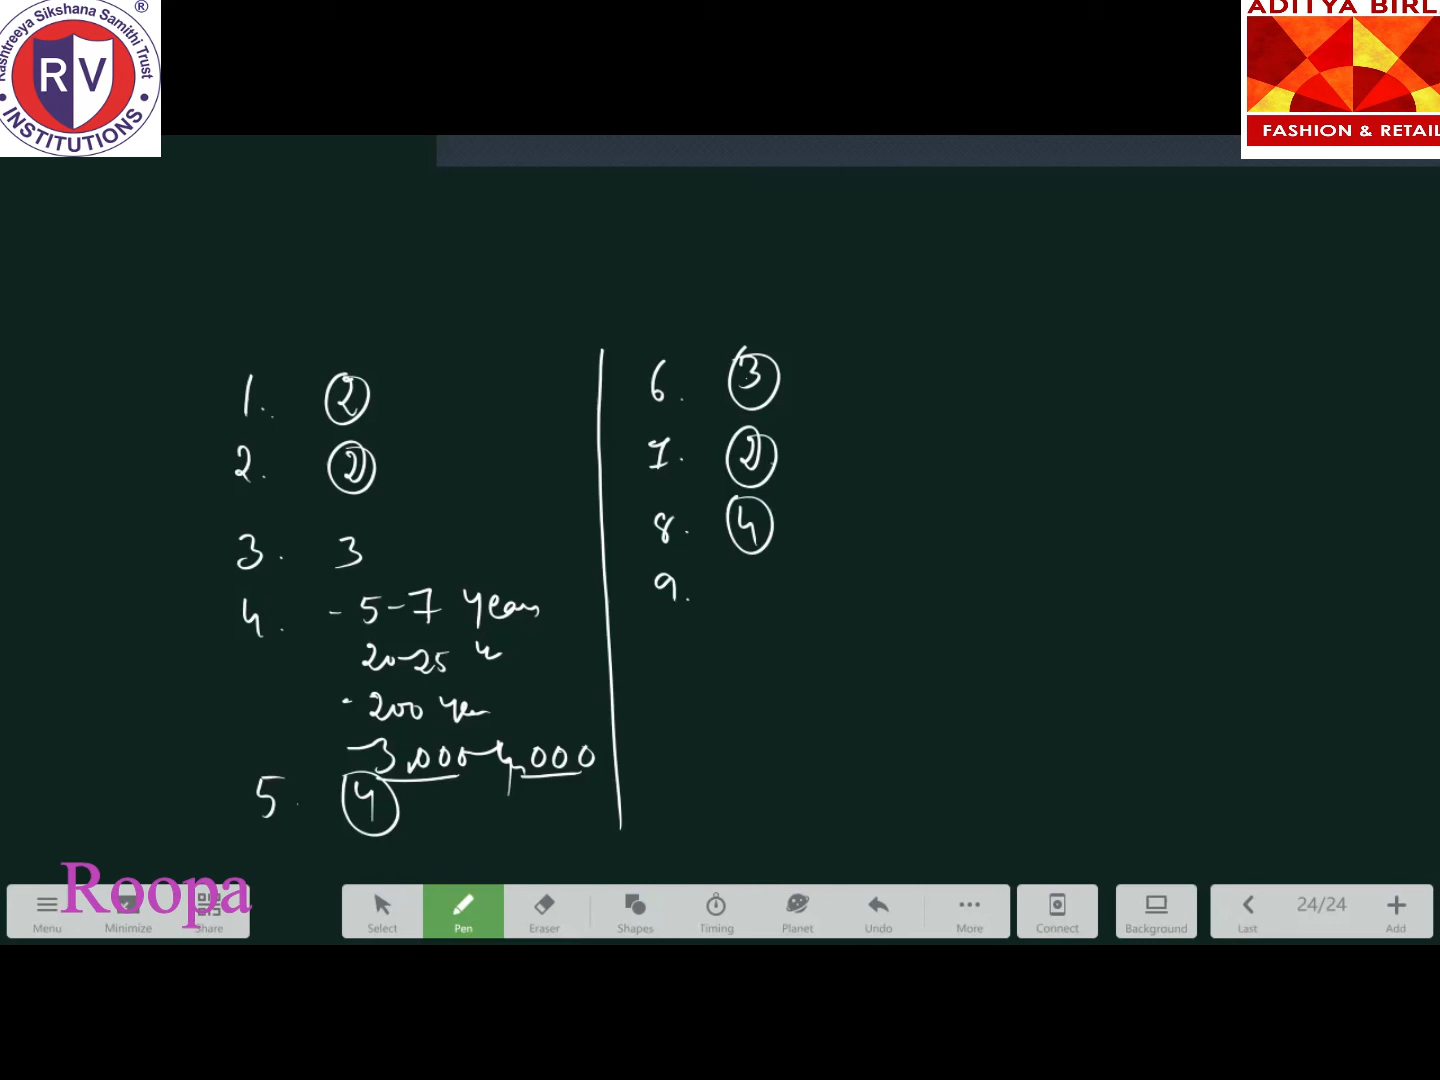 Rashtreeya Sikshana Samithi Trust ®
RV
• INSTITUTIONS •
ADITYA BIRL
FASHION & RETAIL
1. 2
2. 2
3. 3
4. - 5-7 years
20-25 "
- 200 year
- 3,000-4,000
5. 4
6. 3
7. 2
8. 4
9.
Roopa
Menu Minimize Share Select Pen Eraser Shapes Timing Planet Undo More Connect Background Last 24/24 Add